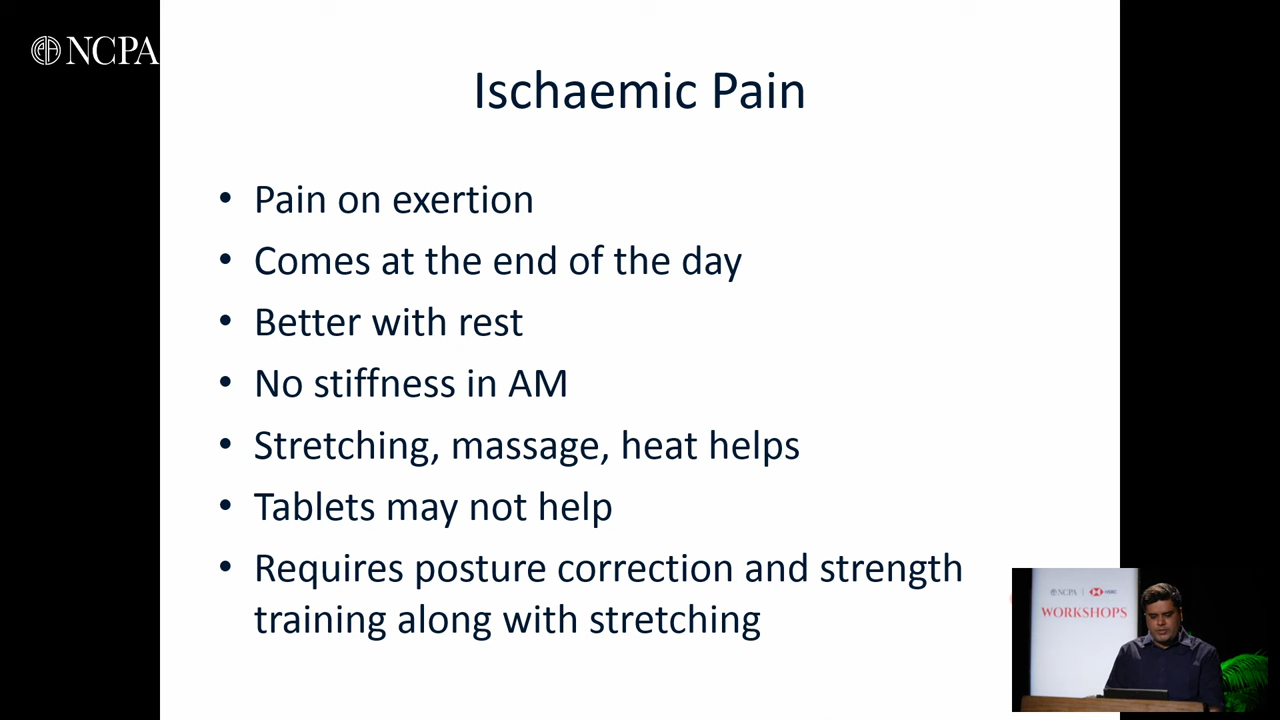 NCPA
Ischaemic Pain
• Pain on exertion
• Comes at the end of the day
• Better with rest
• No stiffness in AM
• Stretching, massage, heat helps
• Tablets may not help
• Requires posture correction and strength
training along with stretching
NCPA | HSBC
WORKSHOPS